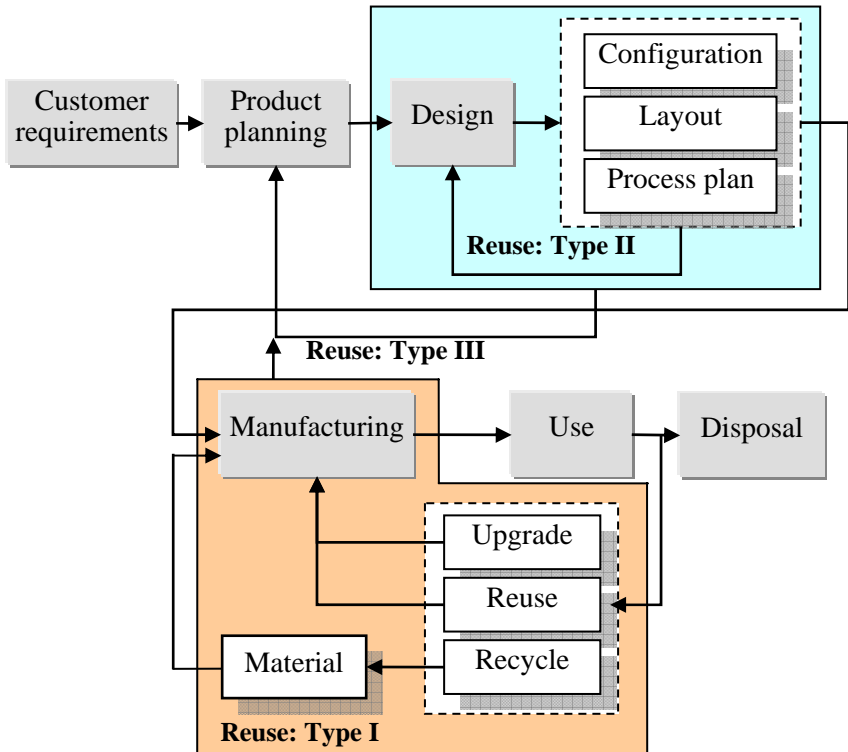 Customer
requirements
Product
planning
Design
Configuration
Layout
Process plan
Reuse: Type II
Reuse: Type III
Manufacturing
Use
Disposal
Upgrade
Reuse
Recycle
Material
Reuse: Type I